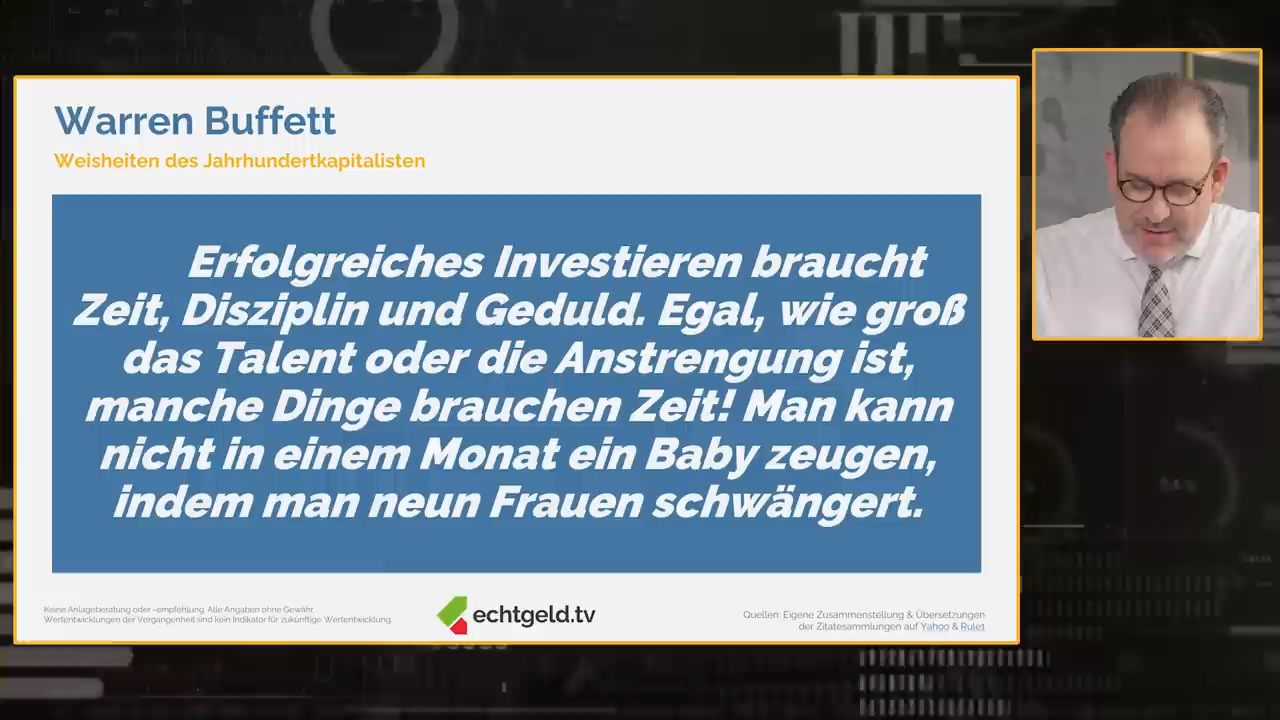 Warren Buffett
Weisheiten des Jahrhundertkapitalisten
Erfolgreiches Investieren braucht
Zeit, Disziplin und Geduld. Egal, wie groß
das Talent oder die Anstrengung ist,
manche Dinge brauchen Zeit! Man kann
nicht in einem Monat ein Baby zeugen,
indem man neun Frauen schwängert.
Keine Anlageberatung oder -empfehlung. Alle Angaben ohne Gewähr.
Wertentwicklungen der Vergangenheit sind kein Indikator für zukünftige Wertentwicklung.
echtgeld.tv
Quellen: Eigene Zusammenstellung & Übersetzungen
der Zitatesammlungen auf Yahoo & Rule1